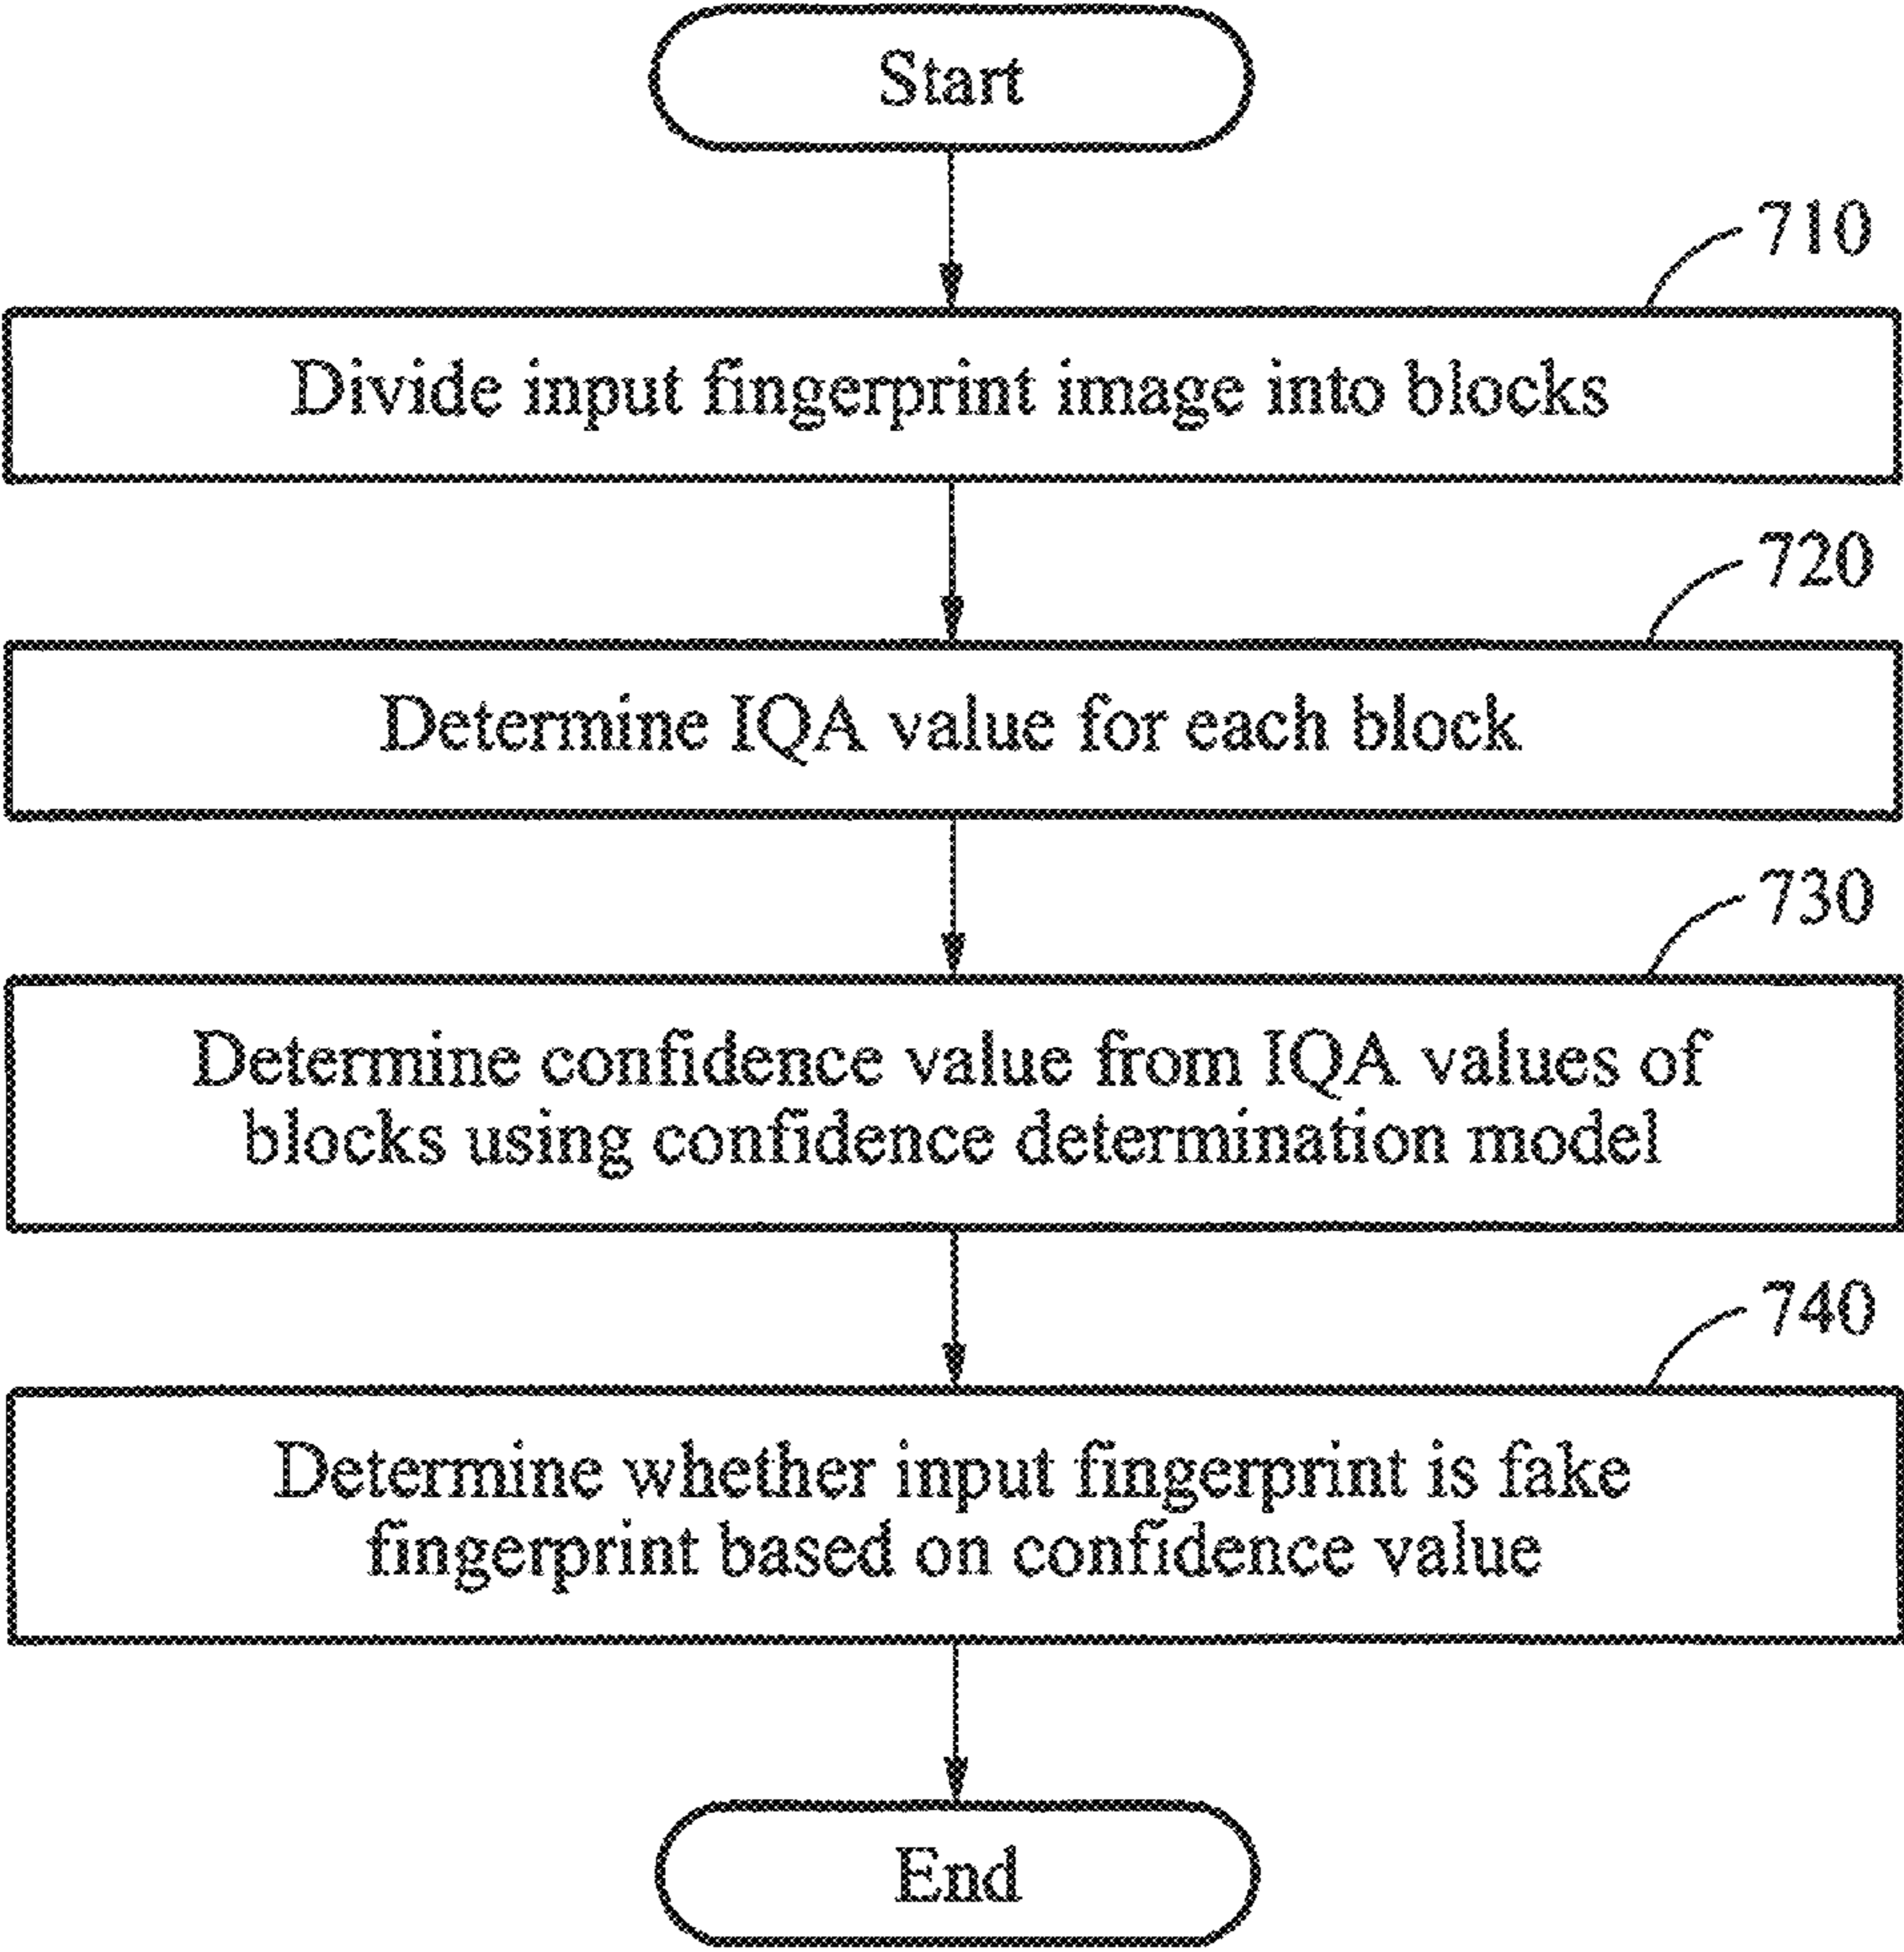 Start
710
Divide input fingerprint image into blocks
720
Determine IQA value for each block
730
Determine confidence value from IQA values of
blocks using confidence determination model
740
Determine whether input fingerprint is fake
fingerprint based on confidence value
End